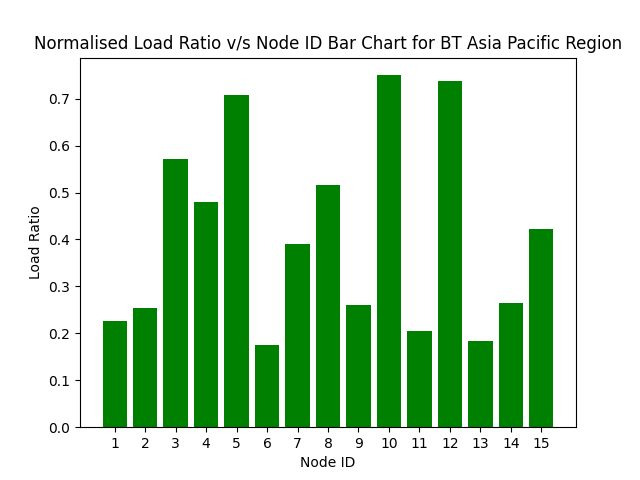 Normalised Load Ratio v/s Node ID Bar Chart for BT Asia Pacific Region
0.7
0.6
0.5
0.4
0.3
0.2
0.1
0.0
Load Ratio
1 2 3 4 5 6 7 8 9 10 11 12 13 14 15
Node ID